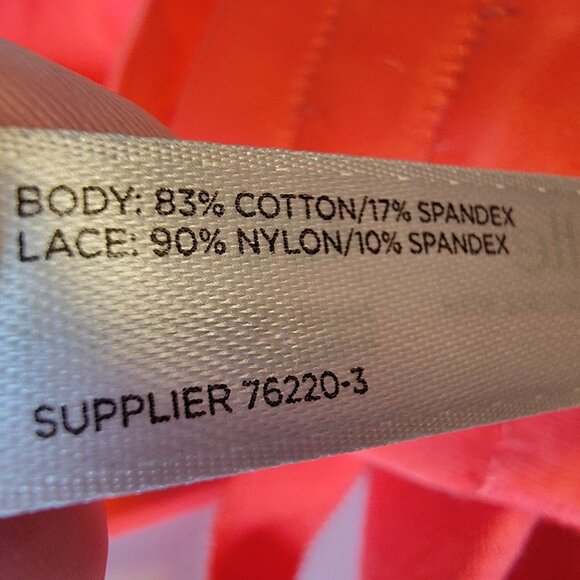 BODY: 83% COTTON/17% SPANDEX
LACE: 90% NYLON/10% SPANDEX
SUPPLIER 76220-3